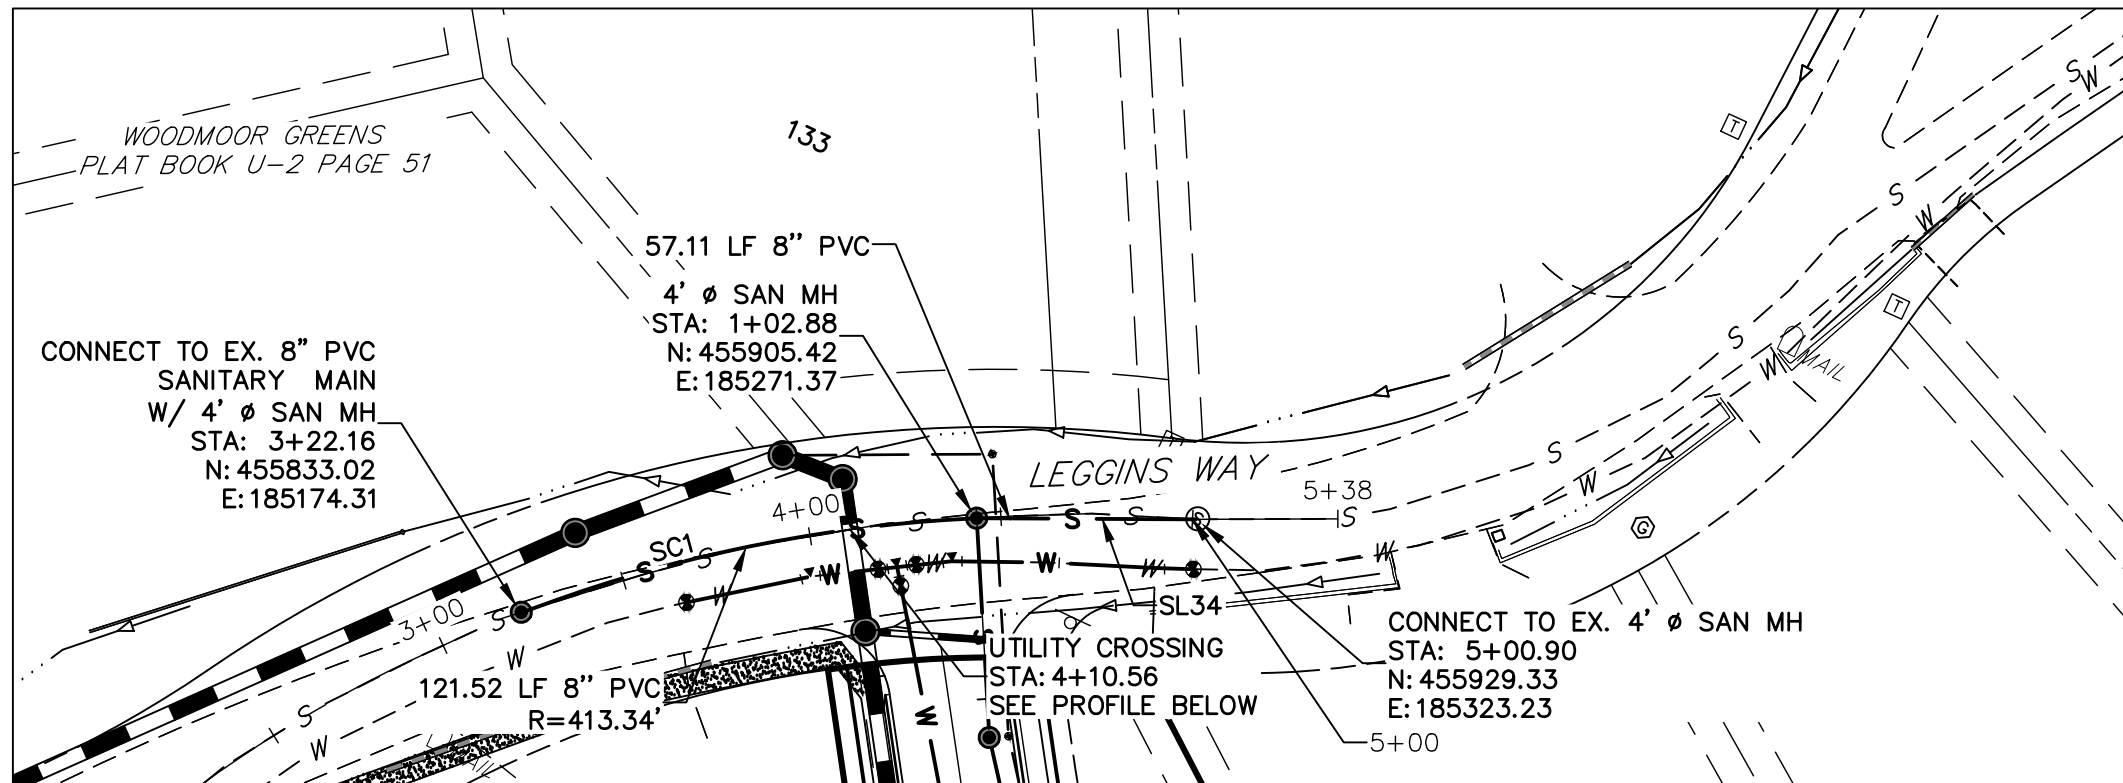 WOODMOOR GREENS
PLAT BOOK U-2 PAGE 51
133
57.11 LF 8" PVC
4' ø SAN MH
STA: 1+02.88
N: 455905.42
E: 185271.37
CONNECT TO EX. 8" PVC
SANITARY MAIN
W/ 4' ø SAN MH
STA: 3+22.16
N: 455833.02
E: 185174.31
LEGGINS WAY
5+38
4+00
3+00
SC1
SL34
121.52 LF 8" PVC
R=413.34'
UTILITY CROSSING
STA: 4+10.56
SEE PROFILE BELOW
CONNECT TO EX. 4' ø SAN MH
STA: 5+00.90
N: 455929.33
E: 185323.23
5+00
MAIL
T
T
G
S
W
S
W
S
W
S
W
S
W
S
S
S
S
S
S
S
S
W
W
W
W
W
W
W
W